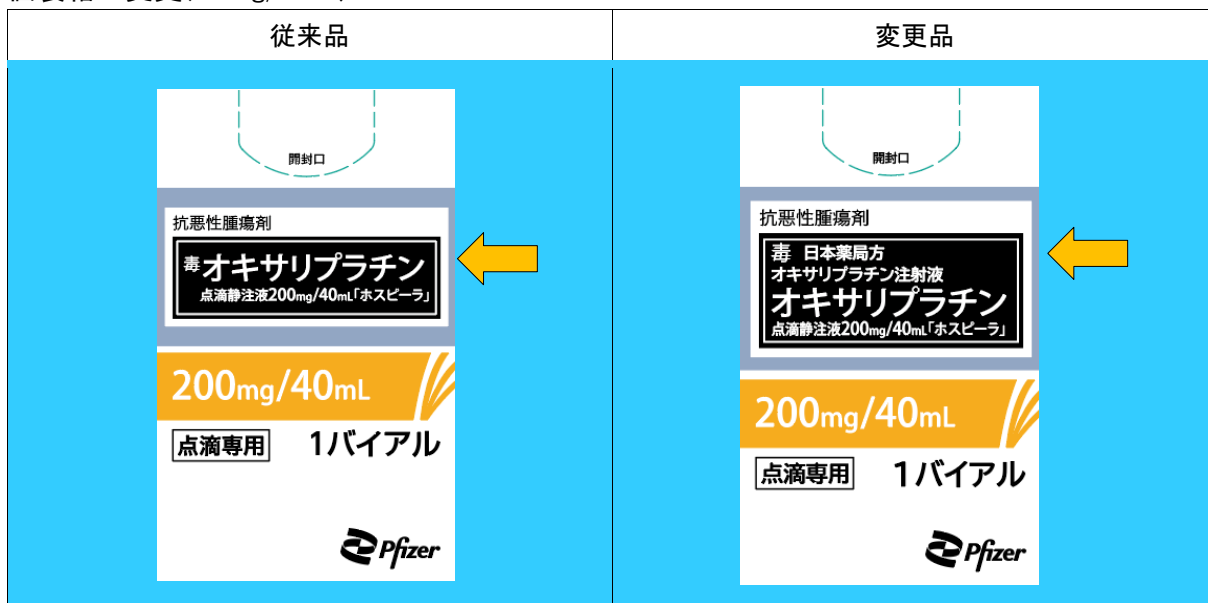 従来品
変更品
開封口
抗悪性腫瘍剤
毒オキサリプラチン
点滴静注液200mg/40mL「ホスピーラ」
200mg/40mL
点滴専用 1バイアル
Pfizer
開封口
抗悪性腫瘍剤
毒 日本薬局方
オキサリプラチン注射液
オキサリプラチン
点滴静注液200mg/40mL「ホスピーラ」
200mg/40mL
点滴専用 1バイアル
Pfizer